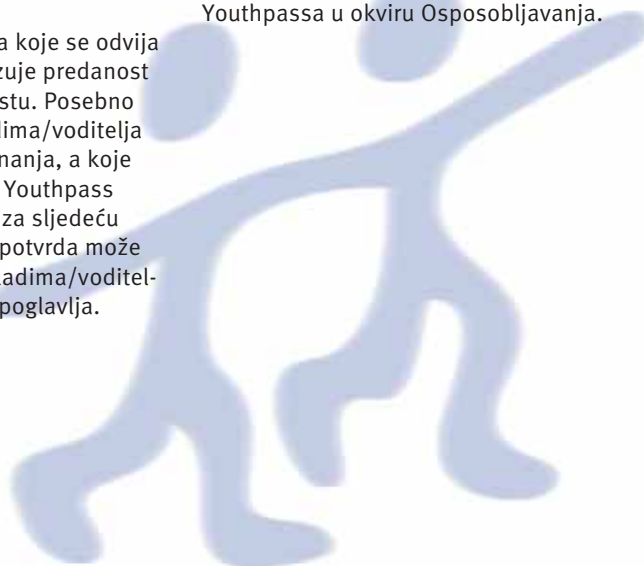 a koje se odvija
zuje predanost
stu. Posebno
dima/voditelja
nanja, a koje
Youthpass
za sljedeću
potvrda može
adima/voditel-
poglavlja.
Youthpassa u okviru Osposobljavanja.